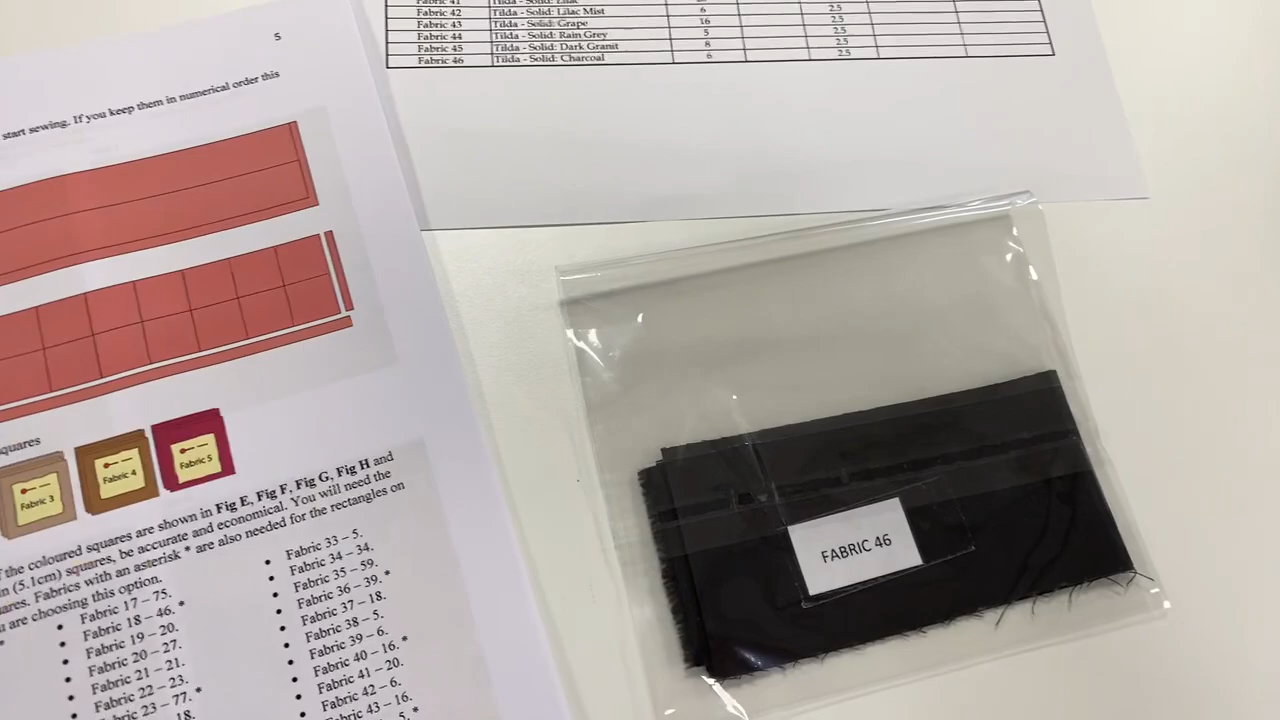 5
start sewing. If you keep them in numerical order this
quares
Fabric 3
Fabric 4
Fabric 5
f the coloured squares are shown in Fig E, Fig F, Fig G, Fig H and
in (5.1cm) squares, be accurate and economical. You will need the
ares. Fabrics with an asterisk * are also needed for the rectangles on
are choosing this option.
• Fabric 17 – 75.
• Fabric 18 – 46. *
• Fabric 19 – 20.
• Fabric 20 – 27.
• Fabric 21 – 21.
• Fabric 22 – 23.
bric 23 – 77. *
18.
• Fabric 33 – 5.
• Fabric 34 – 34.
• Fabric 35 – 59.
• Fabric 36 – 39. *
• Fabric 37 – 18.
• Fabric 38 – 5.
• Fabric 39 – 6.
• Fabric 40 – 16. *
• Fabric 41 – 20.
• Fabric 42 – 6.
Fabric 43 – 16.
5. *
Fabric 41 Tilda - Solid: Lilac
Fabric 42 Tilda - Solid: Lilac Mist 6 2.5
Fabric 43 Tilda - Solid: Grape 16 2.5
Fabric 44 Tilda - Solid: Rain Grey 5 2.5
Fabric 45 Tilda - Solid: Dark Granit 8 2.5
Fabric 46 Tilda - Solid: Charcoal 6 2.5
FABRIC 46